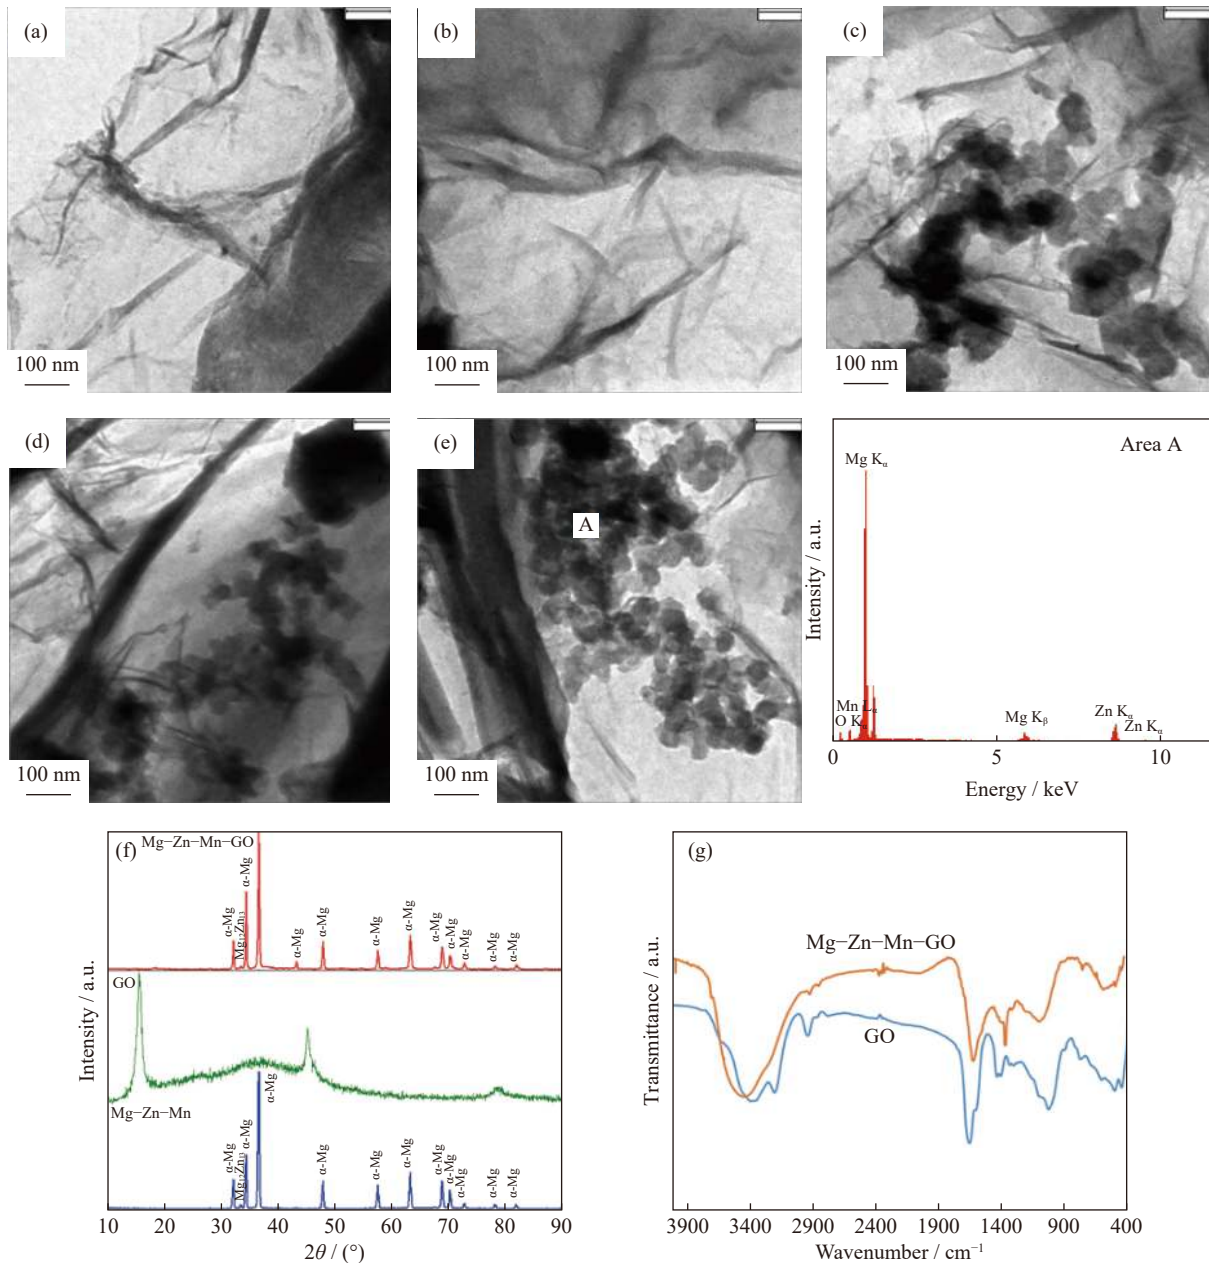 (a)
100 nm
(b)
100 nm
(c)
100 nm
(d)
100 nm
(e)
A
100 nm
Area A
Mg Kα
Mn Lα
O Kα
Mg Kβ
Zn Kα
Zn Kα
Intensity / a.u.
0 5 10
Energy / keV
(f)
Mg−Zn−Mn−GO
α-Mg
Mg12Zn13
α-Mg
α-Mg
α-Mg
α-Mg
α-Mg
α-Mg
α-Mg
α-Mg
α-Mg
α-Mg
GO
Mg−Zn−Mn
α-Mg
Mg12Zn13
α-Mg
α-Mg
α-Mg
α-Mg
α-Mg
α-Mg
α-Mg
α-Mg
α-Mg
α-Mg
Intensity / a.u.
10 20 30 40 50 60 70 80 90
2θ / (°)
(g)
Mg−Zn−Mn−GO
GO
Transmittance / a.u.
3900 3400 2900 2400 1900 1400 900 400
Wavenumber / cm⁻¹